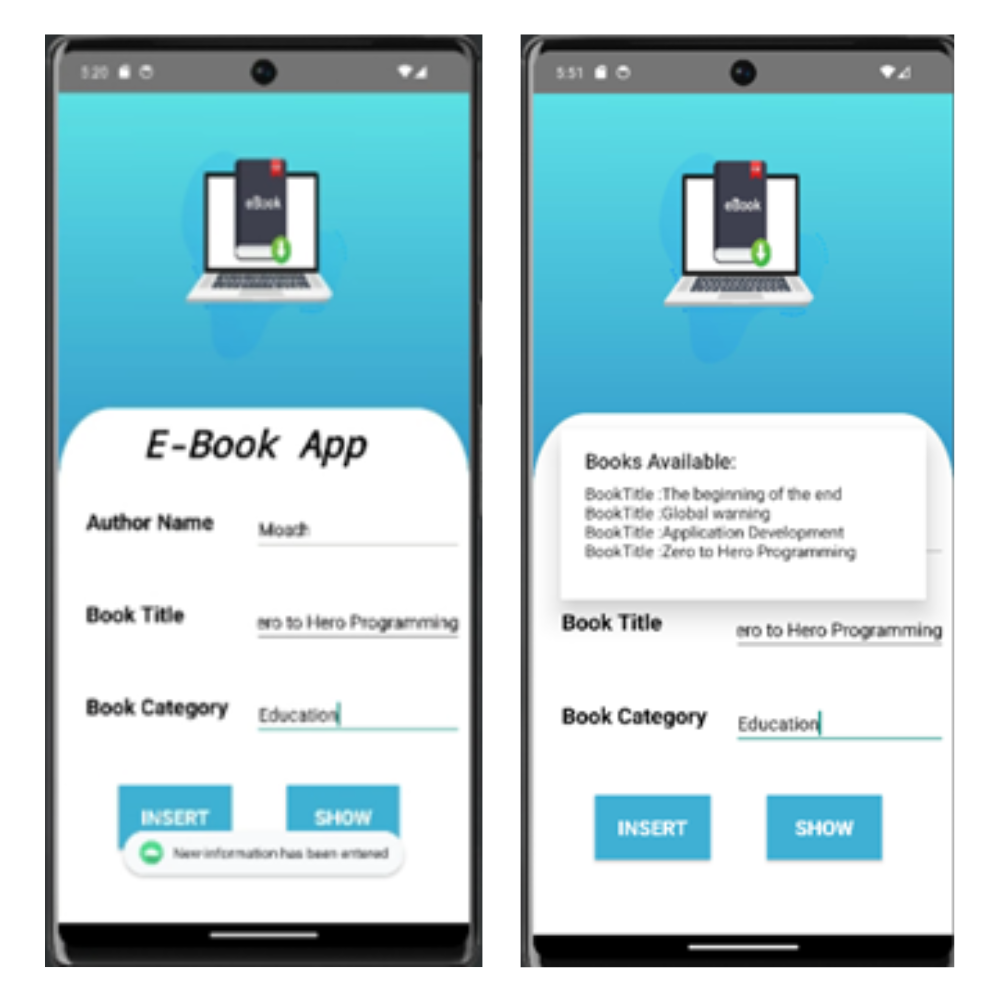 5:20
eBook
E-Book App
Author Name
Moadh
Book Title
ero to Hero Programming
Book Category
Education
INSERT
SHOW
New information has been entered
5:51
eBook
Books Available:
BookTitle :The beginning of the end
BookTitle :Global warning
BookTitle :Application Development
BookTitle :Zero to Hero Programming
Book Title
ero to Hero Programming
Book Category
Education
INSERT
SHOW